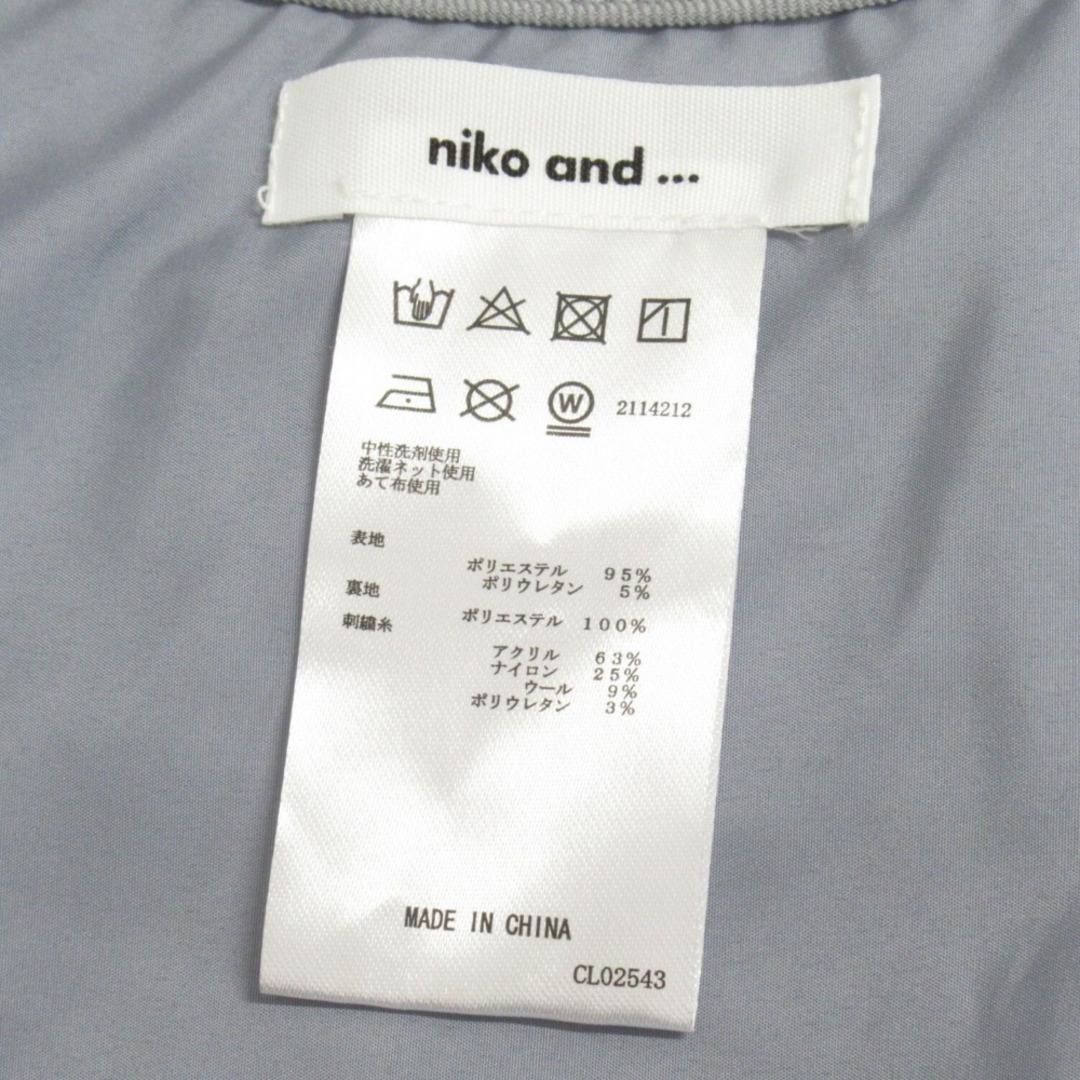 niko and ...
W 2114212
中性洗剤使用
洗濯ネット使用
あて布使用
表地
ポリエステル 95%
ポリウレタン 5%
裏地
ポリエステル 100%
刺繍糸
アクリル 63%
ナイロン 25%
ウール 9%
ポリウレタン 3%
MADE IN CHINA
CL02543